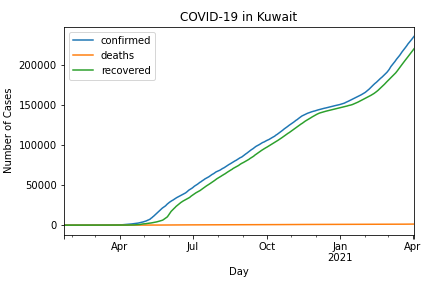 COVID-19 in Kuwait
confirmed
deaths
recovered
Number of Cases
200000
150000
100000
50000
0
Apr
Jul
Oct
Jan
2021
Apr
Day